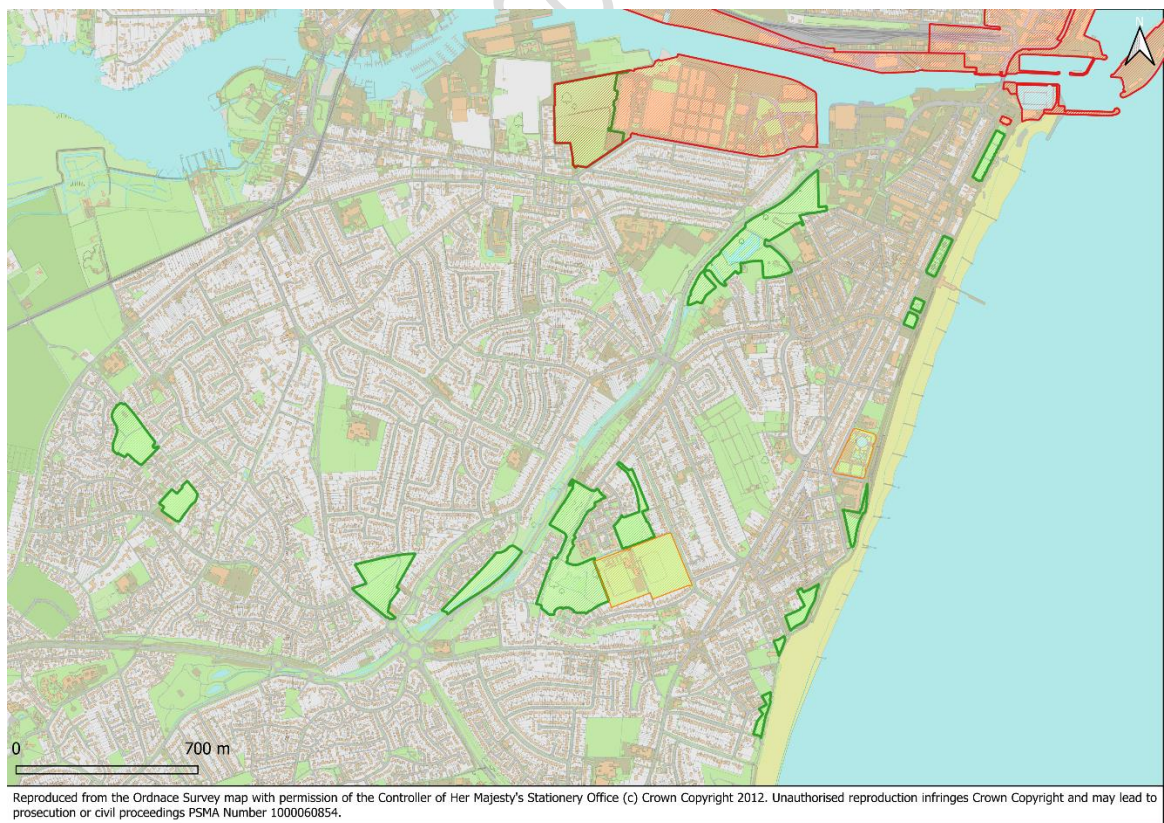 N
0
700 m
Reproduced from the Ordnace Survey map with permission of the Controller of Her Majesty's Stationery Office (c) Crown Copyright 2012. Unauthorised reproduction infringes Crown Copyright and may lead to
prosecution or civil proceedings PSMA Number 1000060854.